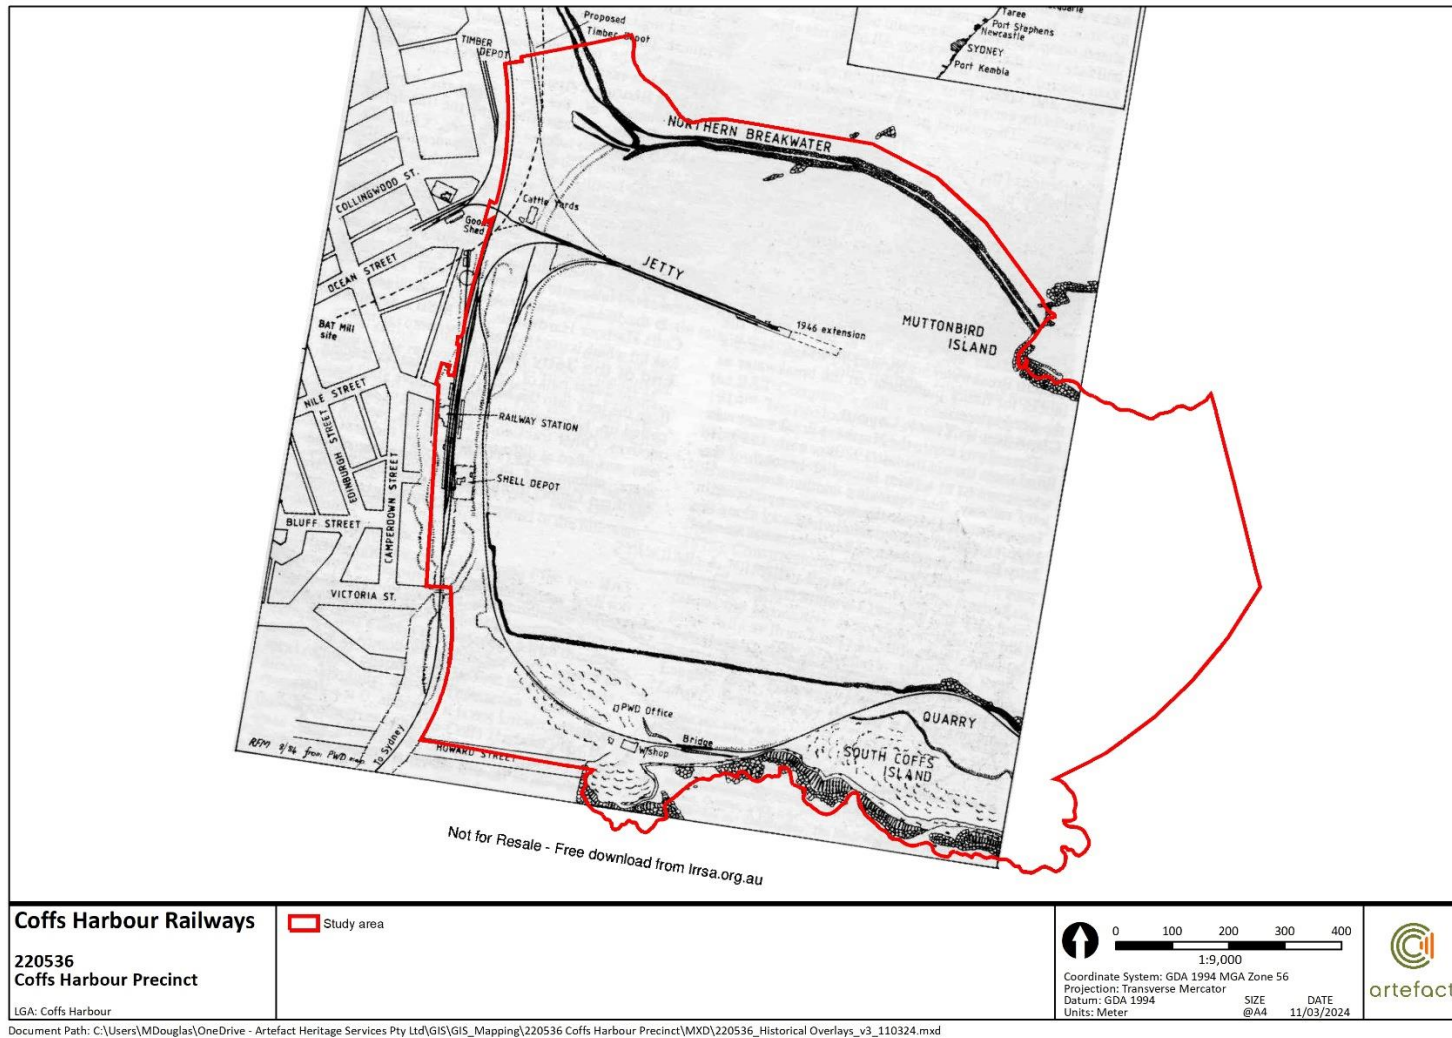 Proposed
Timber Depot
TIMBER
DEPOT
Taree
Port Stephens
Newcastle
SYDNEY
Port Kembla
NORTHERN BREAKWATER
COLLINGWOOD ST.
Cattle Yards
Shed
OCEAN STREET
JETTY
BAT Mill
site
1946 extension
MUTTONBIRD
ISLAND
NILE STREET
EDINBURGH STREET
CAMPERDOWN STREET
RAILWAY STATION
SHELL DEPOT
BLUFF STREET
VICTORIA ST.
PWD Office
W/shop
Bridge
QUARRY
SOUTH COFFS
ISLAND
HOWARD STREET
To Sydney
RFM 8/84 from PWD map
Not for Resale - Free download from lrrsa.org.au
Coffs Harbour Railways
220536
Coffs Harbour Precinct
LGA: Coffs Harbour
Study area
0 100 200 300 400
1:9,000
Coordinate System: GDA 1994 MGA Zone 56
Projection: Transverse Mercator
Datum: GDA 1994
Units: Meter
SIZE
@A4
DATE
11/03/2024
artefact
Document Path: C:\Users\MDouglas\OneDrive - Artefact Heritage Services Pty Ltd\GIS\GIS_Mapping\220536 Coffs Harbour Precinct\MXD\220536_Historical Overlays_v3_110324.mxd